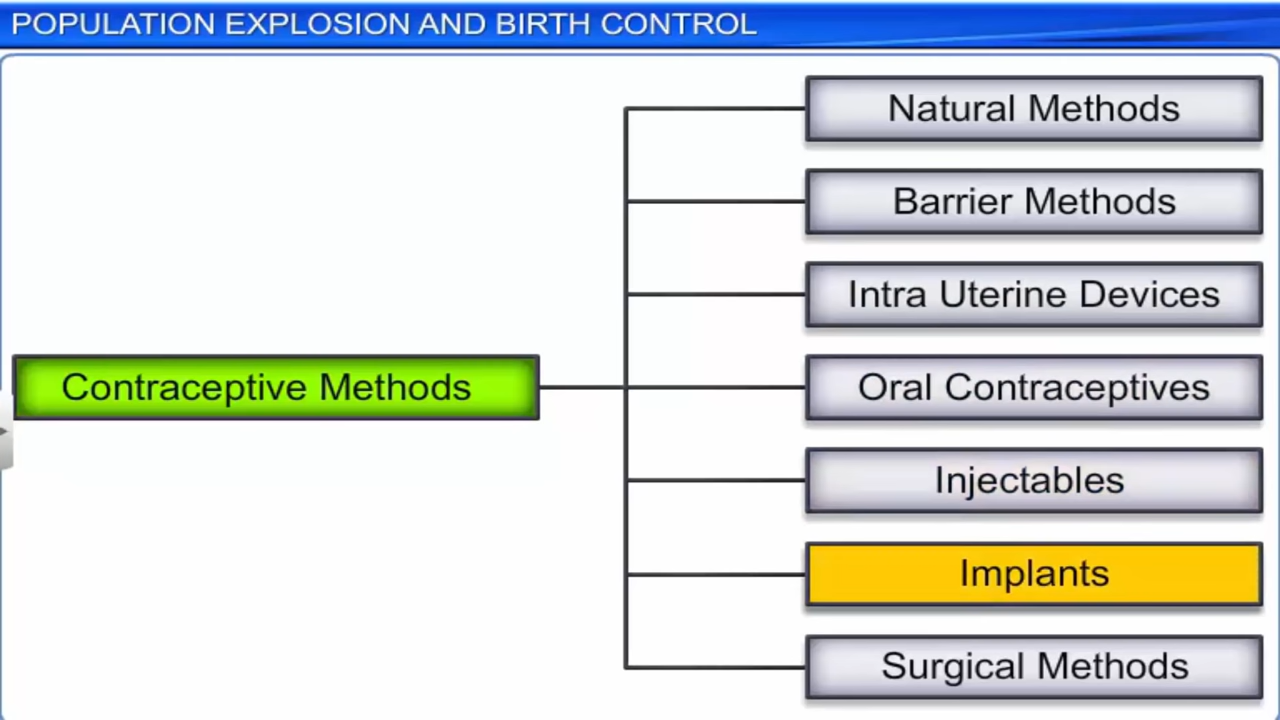 POPULATION EXPLOSION AND BIRTH CONTROL
Natural Methods
Barrier Methods
Intra Uterine Devices
Contraceptive Methods
Oral Contraceptives
Injectables
Implants
Surgical Methods